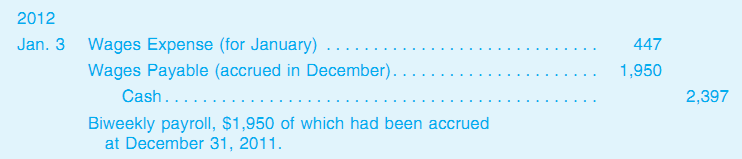 2012
Jan. 3 Wages Expense (for January) . . . . . . . . . . . . . . . . . . . . . . . . . . . . . 447
Wages Payable (accrued in December). . . . . . . . . . . . . . . . . . . . . . 1,950
Cash . . . . . . . . . . . . . . . . . . . . . . . . . . . . . . . . . . . . . . . . . . . . . . 2,397
Biweekly payroll, $1,950 of which had been accrued
at December 31, 2011.